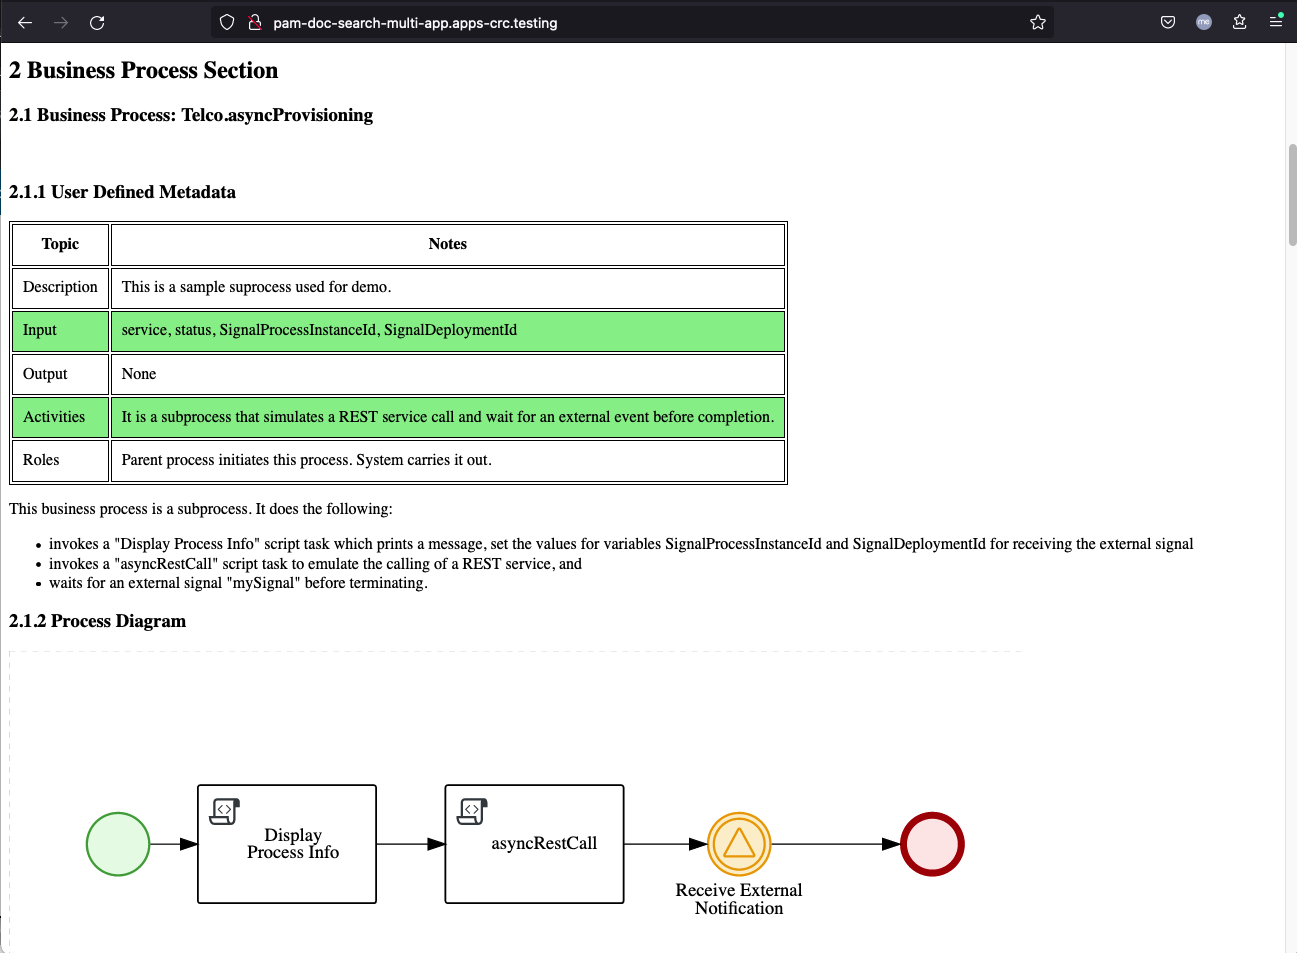 pam-doc-search-multi-app.apps-crc.testing
me
2 Business Process Section
2.1 Business Process: Telco.asyncProvisioning
2.1.1 User Defined Metadata
Topic Notes
Description This is a sample suprocess used for demo.
Input service, status, SignalProcessInstanceId, SignalDeploymentId
Output None
Activities It is a subprocess that simulates a REST service call and wait for an external event before completion.
Roles Parent process initiates this process. System carries it out.
This business process is a subprocess. It does the following:
• invokes a "Display Process Info" script task which prints a message, set the values for variables SignalProcessInstanceId and SignalDeploymentId for receiving the external signal
• invokes a "asyncRestCall" script task to emulate the calling of a REST service, and
• waits for an external signal "mySignal" before terminating.
2.1.2 Process Diagram
Display
Process Info
asyncRestCall
Receive External
Notification